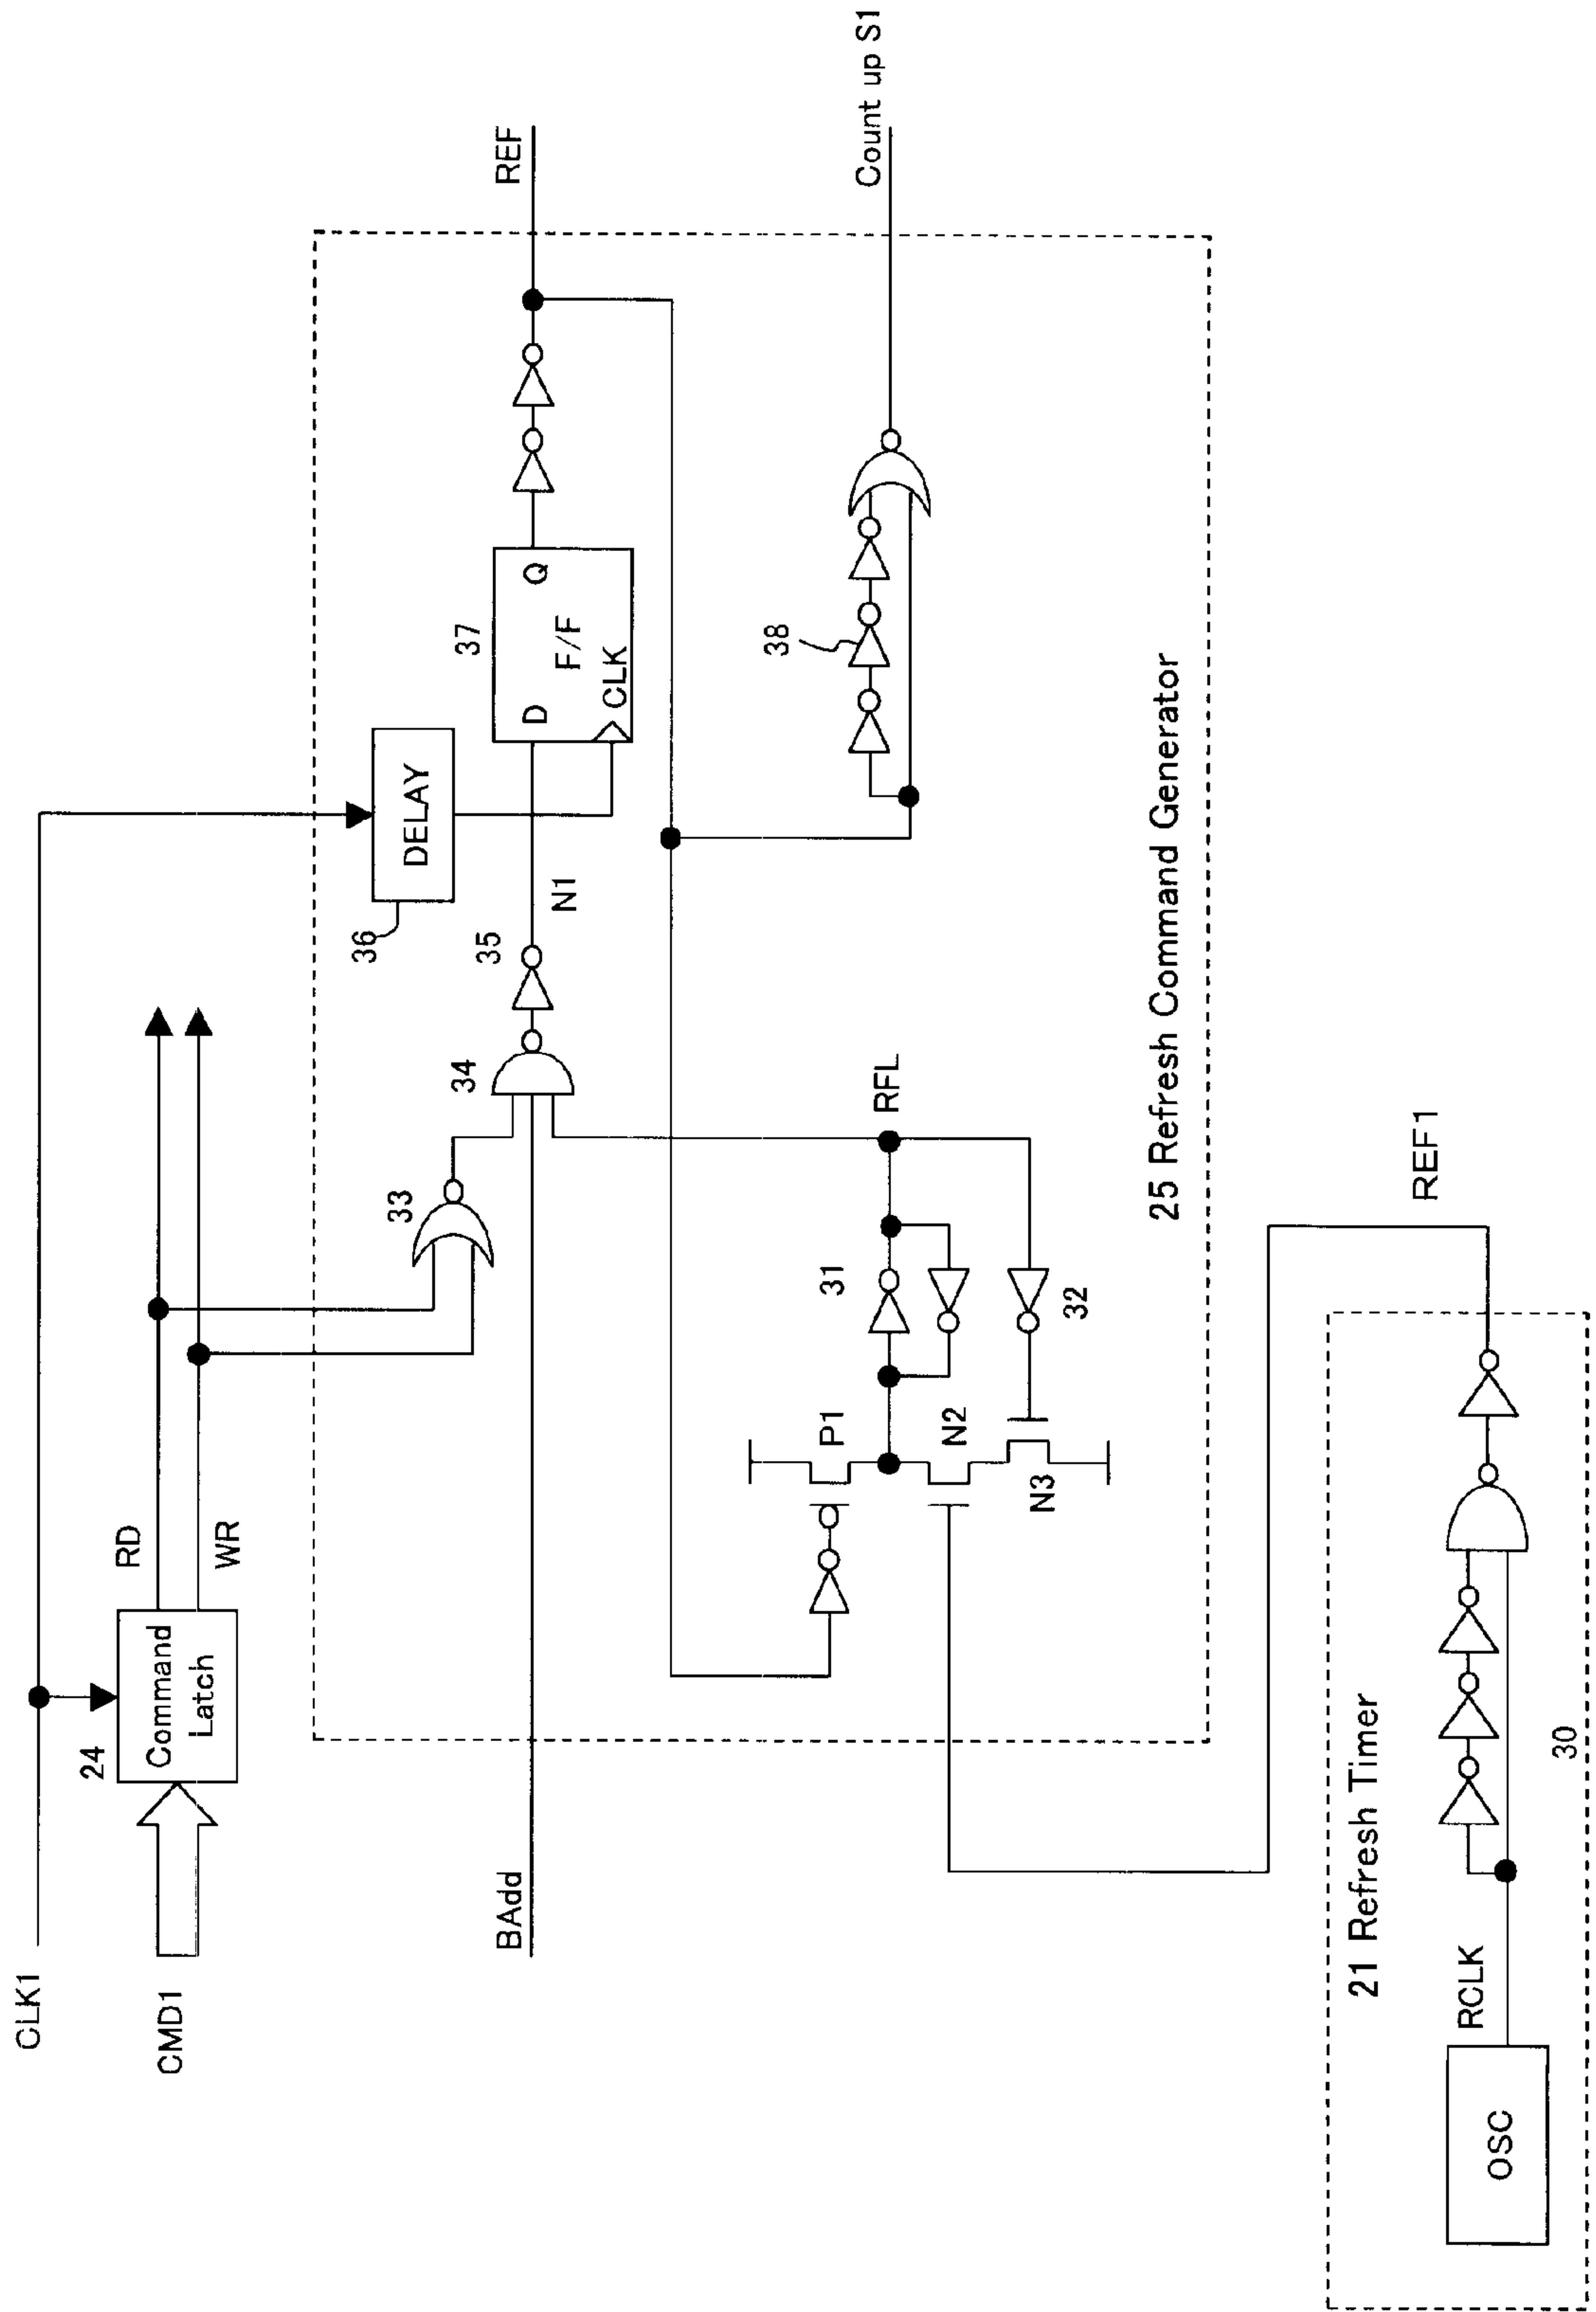 CLK1
CMD1
24
Command
Latch
RD
WR
BAdd
33
34
35
N1
36
DELAY
37
D
Q
F/F
CLK
REF
38
Count up S1
P1
N2
N3
31
32
RFL
25 Refresh Command Generator
REF1
21 Refresh Timer
RCLK
OSC
30